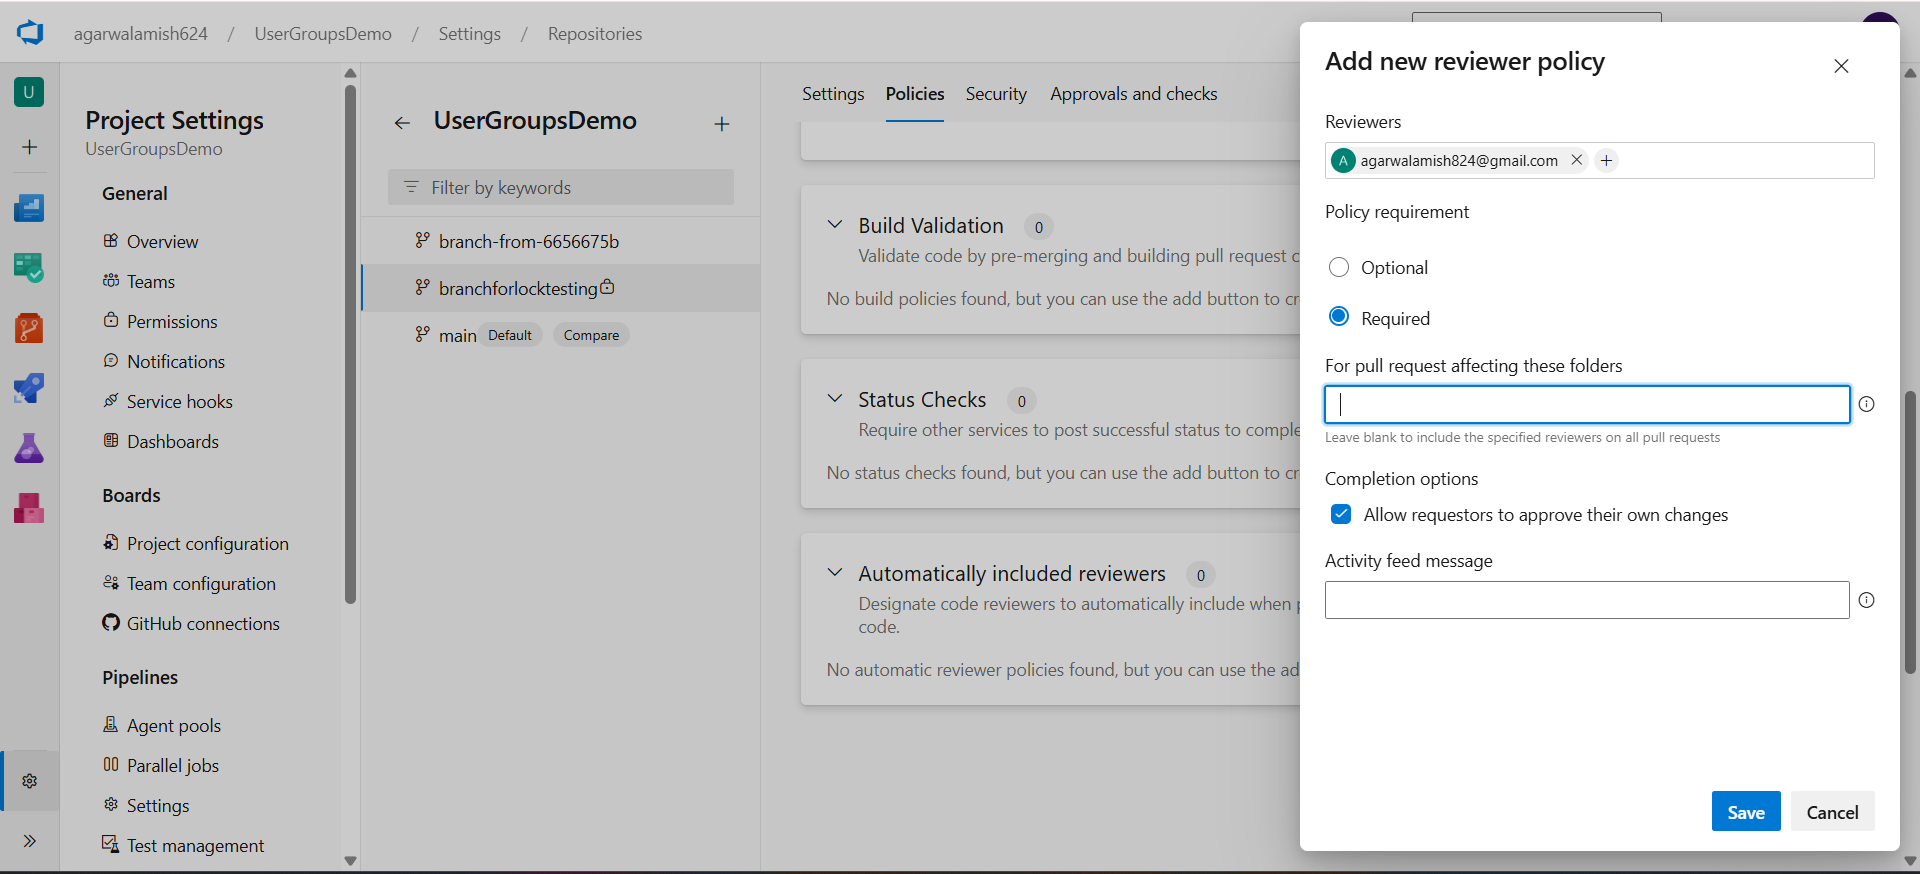 agarwalamish624 / UserGroupsDemo / Settings / Repositories
U
Project Settings
UserGroupsDemo
General
Overview
Teams
Permissions
Notifications
Service hooks
Dashboards
Boards
Project configuration
Team configuration
GitHub connections
Pipelines
Agent pools
Parallel jobs
Settings
Test management
UserGroupsDemo
Filter by keywords
branch-from-6656675b
branchforlocktesting
main Default Compare
Settings Policies Security Approvals and checks
Build Validation 0
Validate code by pre-merging and building pull request c
No build policies found, but you can use the add button to cr
Status Checks 0
Require other services to post successful status to comple
No status checks found, but you can use the add button to cr
Automatically included reviewers 0
Designate code reviewers to automatically include when p
code.
No automatic reviewer policies found, but you can use the ad
Add new reviewer policy
Reviewers
A agarwalamish824@gmail.com
Policy requirement
Optional
Required
For pull request affecting these folders
Leave blank to include the specified reviewers on all pull requests
Completion options
Allow requestors to approve their own changes
Activity feed message
Save Cancel